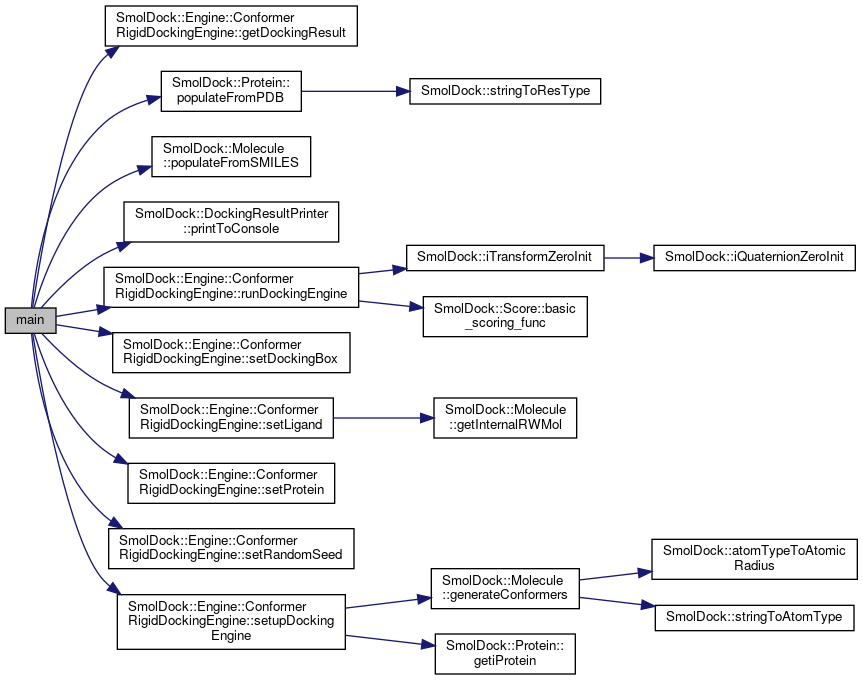 main
SmolDock::Engine::Conformer
RigidDockingEngine::getDockingResult
SmolDock::Protein::
populateFromPDB
SmolDock::stringToResType
SmolDock::Molecule
::populateFromSMILES
SmolDock::DockingResultPrinter
::printToConsole
SmolDock::Engine::Conformer
RigidDockingEngine::runDockingEngine
SmolDock::iTransformZeroInit
SmolDock::iQuaternionZeroInit
SmolDock::Score::basic
_scoring_func
SmolDock::Engine::Conformer
RigidDockingEngine::setDockingBox
SmolDock::Engine::Conformer
RigidDockingEngine::setLigand
SmolDock::Molecule
::getInternalRWMol
SmolDock::Engine::Conformer
RigidDockingEngine::setProtein
SmolDock::Engine::Conformer
RigidDockingEngine::setRandomSeed
SmolDock::Engine::Conformer
RigidDockingEngine::setupDocking
Engine
SmolDock::Molecule
::generateConformers
SmolDock::atomTypeToAtomic
Radius
SmolDock::stringToAtomType
SmolDock::Protein::
getiProtein